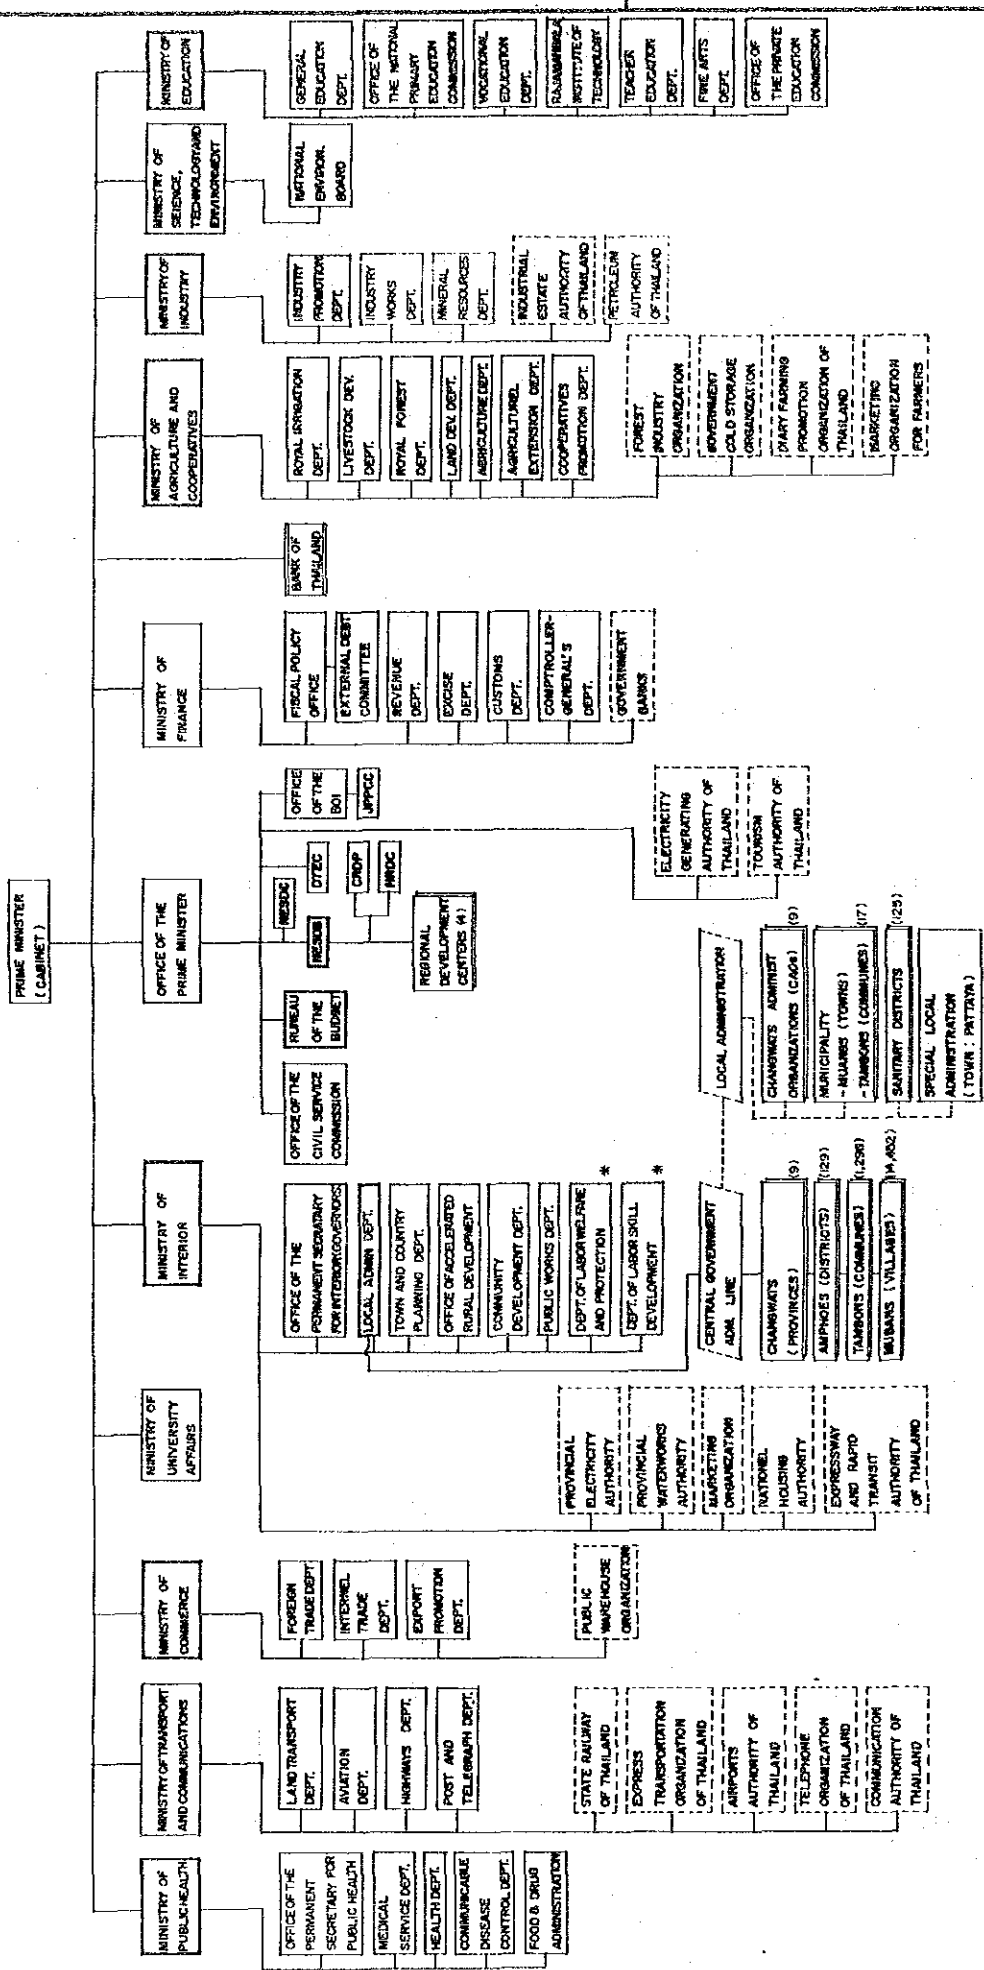 PRIME MINISTER
(CABINET)
MINISTRY OF
PUBLIC HEALTH
OFFICE OF THE
PERMANENT
SECRETARY FOR
PUBLIC HEALTH
MEDICAL
SERVICE DEPT.
HEALTH DEPT.
COMMUNICABLE
DISEASE
CONTROL DEPT.
FOOD & DRUG
ADMINISTRATION
MINISTRY OF TRANSPORT
AND COMMUNICATIONS
LAND TRANSPORT
DEPT.
AVIATION
DEPT.
HIGHWAYS DEPT.
POST AND
TELEGRAPH DEPT.
STATE RAILWAY
OF THAILAND
EXPRESS
TRANSPORTATION
ORGANIZATION
OF THAILAND
AIRPORTS
AUTHORITY OF
THAILAND
TELEPHONE
ORGANIZATION
OF THAILAND
COMMUNICATION
AUTHORITY OF
THAILAND
MINISTRY OF
COMMERCE
FOREIGN
TRADE DEPT
INTERNEL
TRADE
DEPT.
EXPORT
PROMOTION
DEPT.
PUBLIC
WAREHOUSE
ORGANIZATION
MINISTRY OF
UNIVERSITY
AFFAIRS
MINISTRY OF
INTERIOR
OFFICE OF THE
PERMANENT SECRATARY
FOR INTERIOR(GOVERNORS)
LOCAL ADMIN DEPT.
TOWN AND COUNTRY
PLANNING DEPT.
OFFICE OF ACCELERATED
RURAL DEVELOPMENT
COMMUNITY
DEVELOPMENT DEPT.
PUBLIC WORKS DEPT.
DEPT. OF LABOR WELFARE
AND PROTECTION *
DEPT. OF LABOR SKILL
DEVELOPMENT *
PROVINCIAL
ELECTRICITY
AUTHORITY
PROVINCIAL
WATERWORKS
AUTHORITY
MARKETING
ORGANIZATION
NATIONEL
HOUSING
AUTHORITY
EXPRESSWAY
AND RAPID
TRANSIT
AUTHORITY
OF THAILAND
CENTRAL GOVERNMENT
ADM. LINE
CHANGWATS
(PROVINCES) (9)
AMPHOES (DISTRICTS) (129)
TAMBONS (COMMUNES) (1,296)
MUBANS (VILLAGES) (14,462)
LOCAL ADMINISTRATION
CHANGWATS ADMINIST
ORGANIZATIONS (CAOs) (9)
MUNICIPALITY
- MUANGS (TOWNS)
- TAMBONS (COMMUNES) (17)
SANITARY DISTRICTS (125)
SPECIAL LOCAL
ADMINISTRATION
(TOWN : PATTAYA)
OFFICE OF THE
PRIME MINISTER
OFFICE OF THE
CIVIL SERVICE
COMMISSION
BUREAU
OF THE
BUDGET
NESDC
NESDB
DTEC
CRDP
HRDC
REGIONAL
DEVELOPMENT
CENTERS (4)
OFFICE
OF THE
BOI
JPPCC
ELECTRICITY
GENERATING
AUTHORITY OF
THAILAND
TOURISM
AUTHORITY OF
THAILAND
MINISTRY OF
FINANCE
FISCAL POLICY
OFFICE
EXTERNAL DEBT
COMMITTEE
REVENUE
DEPT.
EXCISE
DEPT.
CUSTOMS
DEPT.
COMPTROLLER-
GENERAL'S
DEPT.
GOVERNMENT
BANKS
BANK OF
THAILAND
MINISTRY OF
AGRICULTURE AND
COOPERATIVES
ROYAL IRRIGATION
DEPT.
LIVESTOCK DEV.
DEPT.
ROYAL FOREST
DEPT.
LAND DEV. DEPT.
AGRICUTURE DEPT.
AGRICULTUREL
EXTENSION DEPT.
COOPERATIVES
PROMOTION DEPT.
FOREST
INDUSTRY
ORGANIZATION
GOVERNMENT
COLD STORAGE
ORGANIZATION
DIARY FARMING
PROMOTION
ORGANIZATION OF
THAILAND
MARKETING
ORGANIZATION
FOR FARMERS
MINISTRY OF
INDUSTRY
INDUSTRY
PROMOTION
DEPT.
INDUSTRY
WORKS
DEPT.
MINERAL
RESOURCES
DEPT.
INDUSTRIAL
ESTATE
AUTHORITY
OF THAILAND
PETROLEUM
AUTHORITY
OF THAILAND
MINISTRY OF
SEIENCE,
TECHNOLOGY AND
ENVIRONMENT
NATIONAL
ENVIRON.
BOARD
MINISTRY OF
EDUCATION
GENERAL
EDUCATION
DEPT.
OFFICE OF
THE NATIONAL
PRIMARY
EDUCATION
COMMISSION
VOCATIONAL
EDUCATION
DEPT.
RAJAMANGALA
INSTITUTE OF
TECHNOLOGY
TEACHER
EDUCATION
DEPT.
FINE ARTS
DEPT.
OFFICE OF
THE PRIVATE
EDUCATION
COMMISSION